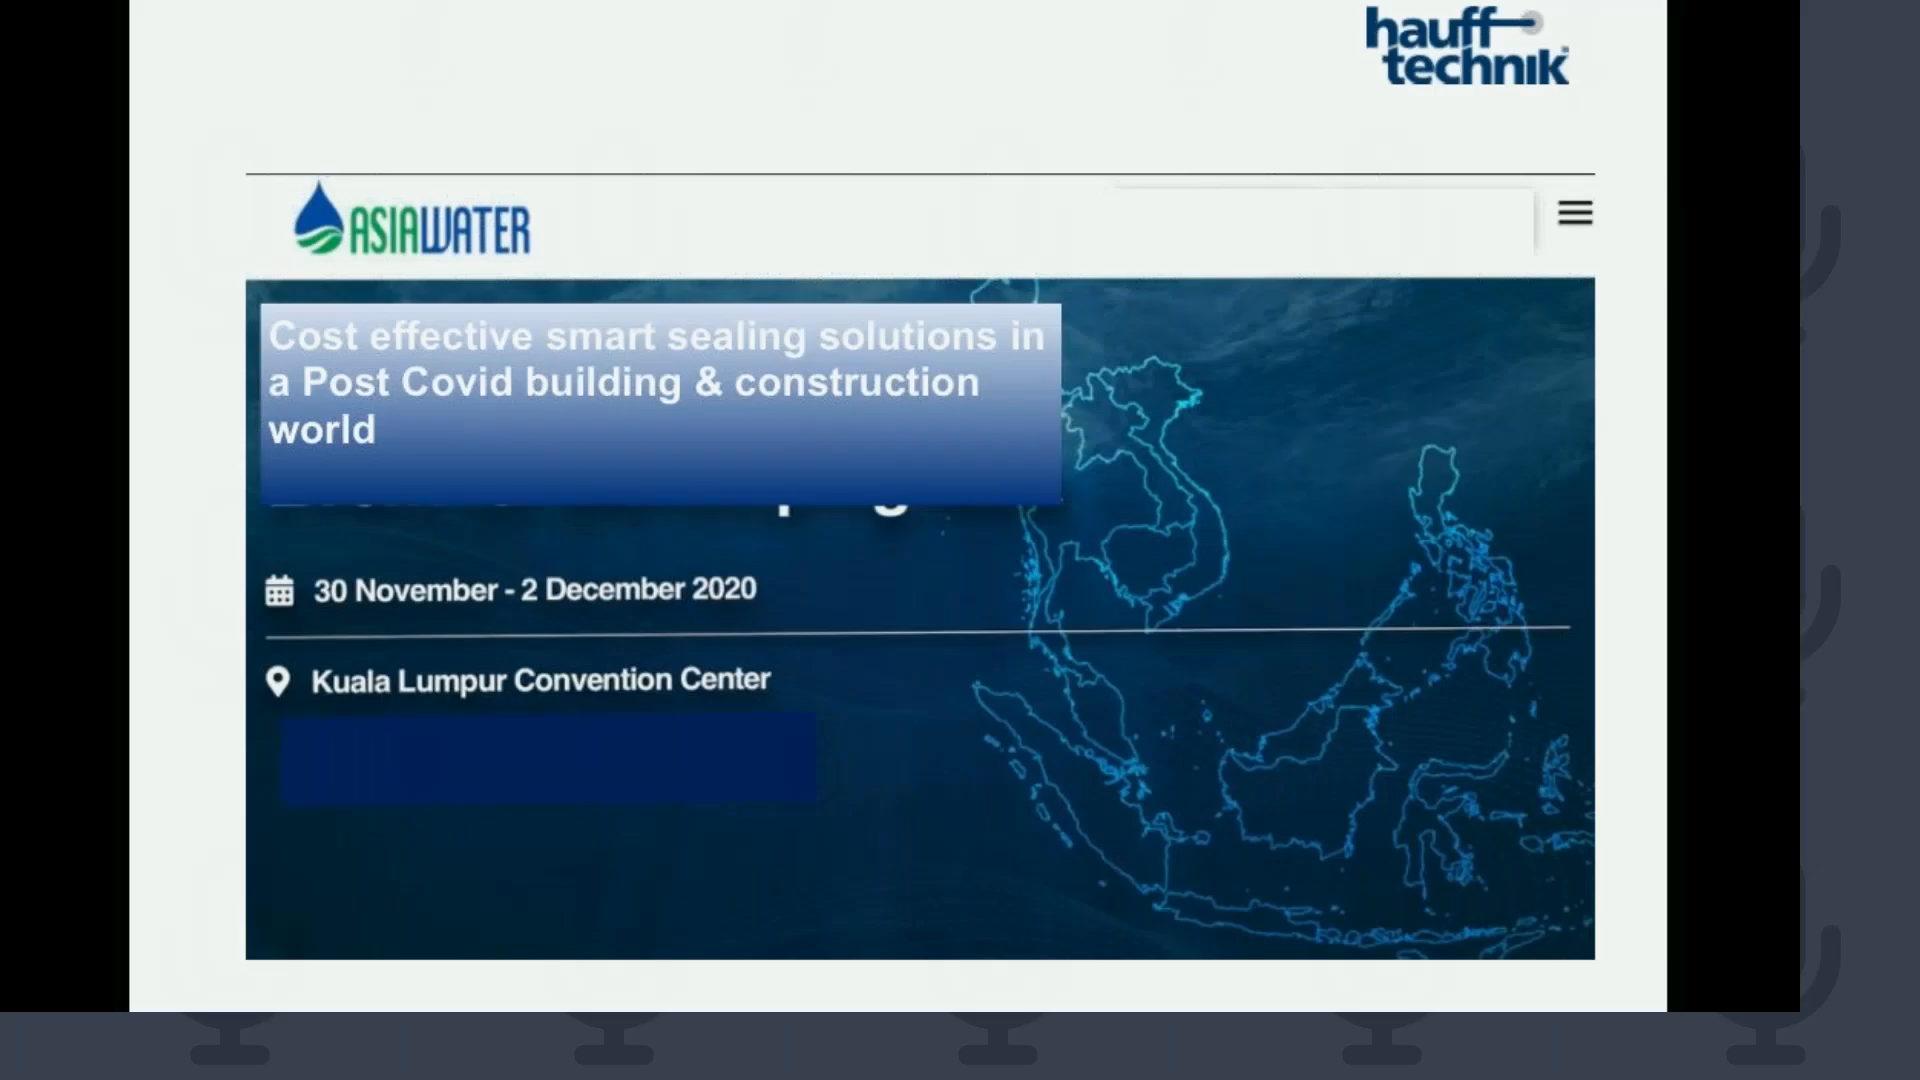 hauff
technik
ASIAWATER
Cost effective smart sealing solutions in
a Post Covid building & construction
world
30 November - 2 December 2020
Kuala Lumpur Convention Center